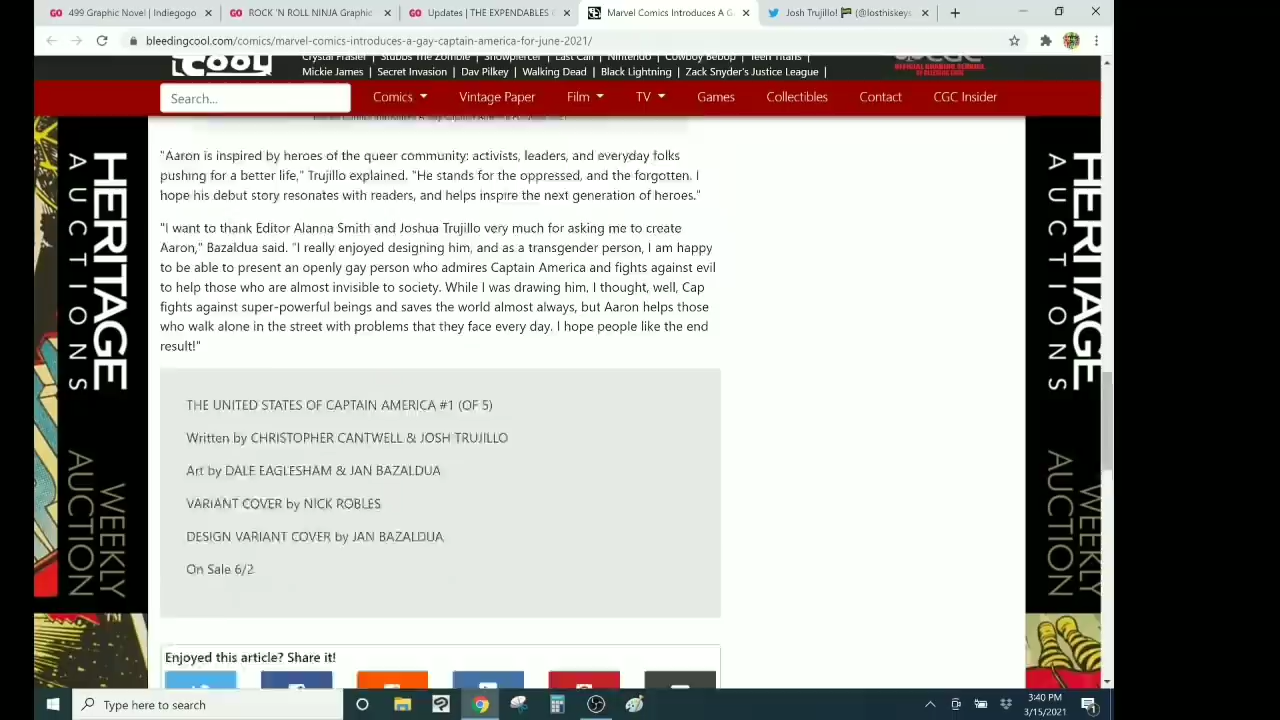 499 Graphic Novel | Indiegogo
ROCK 'N ROLL NINJA Graphic
Updates | THE EXPENDABLES
Marvel Comics Introduces A G
Josh Trujillo! (@losthiskeys
bleedingcool.com/comics/marvel-comics-introduces-a-gay-captain-america-for-june-2021/
Cool
Crystal Frasier | Stubbs The Zombie | Snowpiercer | Last Call | Nintendo | Cowboy Bebop | Teen Titans |
Mickie James | Secret Invasion | Dav Pilkey | Walking Dead | Black Lightning | Zack Snyder's Justice League |
CGC
Search...
Comics
Vintage Paper
Film
TV
Games
Collectibles
Contact
CGC Insider
"Aaron is inspired by heroes of the queer community: activists, leaders, and everyday folks
pushing for a better life," Trujillo explained. "He stands for the oppressed, and the forgotten. I
hope his debut story resonates with readers, and helps inspire the next generation of heroes."
"I want to thank Editor Alanna Smith and Joshua Trujillo very much for asking me to create
Aaron," Bazaldua said. "I really enjoyed designing him, and as a transgender person, I am happy
to be able to present an openly gay person who admires Captain America and fights against evil
to help those who are almost invisible to society. While I was drawing him, I thought, well, Cap
fights against super-powerful beings and saves the world almost always, but Aaron helps those
who walk alone in the street with problems that they face every day. I hope people like the end
result!"
THE UNITED STATES OF CAPTAIN AMERICA #1 (OF 5)
Written by CHRISTOPHER CANTWELL & JOSH TRUJILLO
Art by DALE EAGLESHAM & JAN BAZALDUA
VARIANT COVER by NICK ROBLES
DESIGN VARIANT COVER by JAN BAZALDUA
On Sale 6/2
Enjoyed this article? Share it!
HERITAGE
AUCTIONS
WEEKLY
AUCTION
TM
HERITAGE
AUCTIONS
WEEKLY
AUCTION
Type here to search
3:40 PM
3/15/2021
1